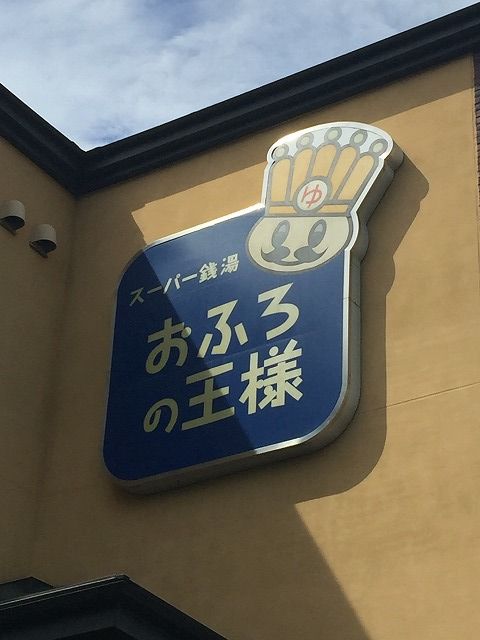 ゆ
スーパー銭湯
おふろ
の王様